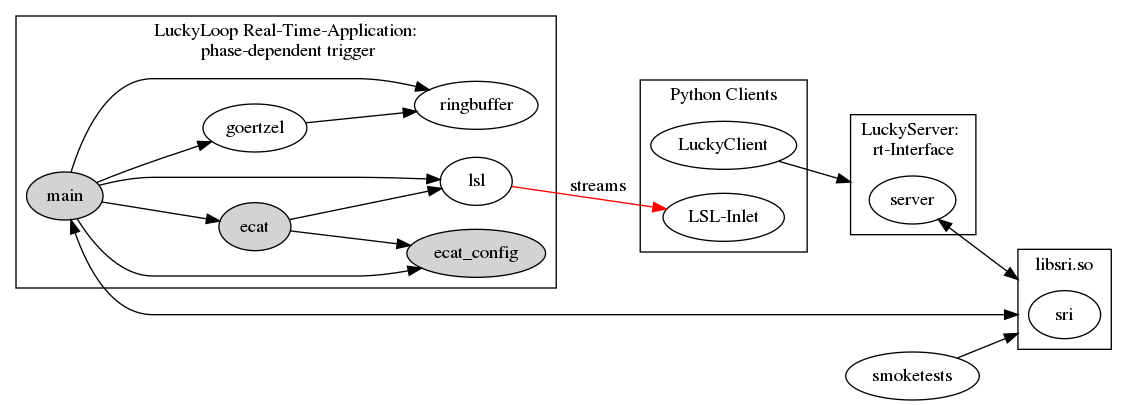 LuckyLoop Real-Time-Application:
phase-dependent trigger
ringbuffer
goertzel
main
lsl
ecat
ecat_config
streams
Python Clients
LuckyClient
LSL-Inlet
LuckyServer:
rt-Interface
server
libsri.so
sri
smoketests